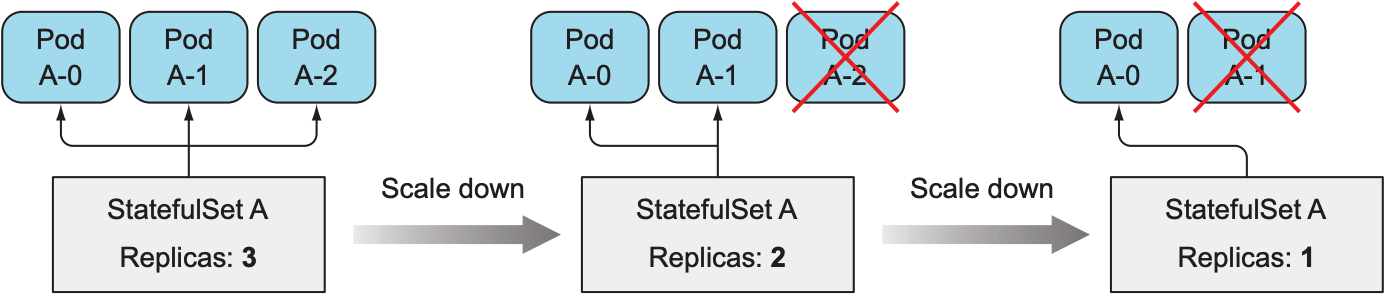 Pod
A-0
Pod
A-1
Pod
A-2
StatefulSet A
Replicas: 3
Scale down
Pod
A-0
Pod
A-1
Pod
A-2
StatefulSet A
Replicas: 2
Scale down
Pod
A-0
Pod
A-1
StatefulSet A
Replicas: 1